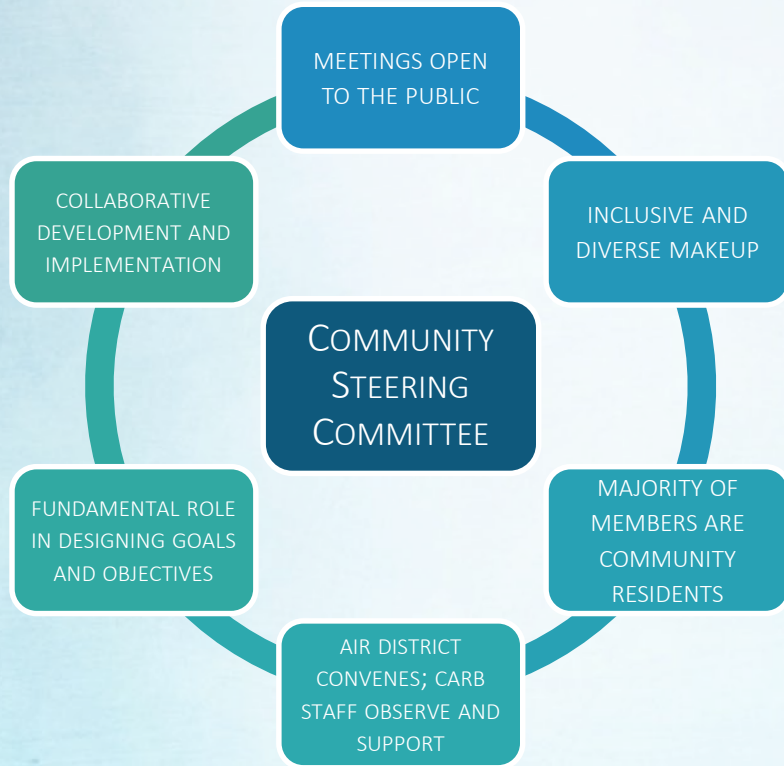 MEETINGS OPEN
TO THE PUBLIC
INCLUSIVE AND
DIVERSE MAKEUP
MAJORITY OF
MEMBERS ARE
COMMUNITY
RESIDENTS
AIR DISTRICT
CONVENES; CARB
STAFF OBSERVE AND
SUPPORT
FUNDAMENTAL ROLE
IN DESIGNING GOALS
AND OBJECTIVES
COLLABORATIVE
DEVELOPMENT AND
IMPLEMENTATION
COMMUNITY
STEERING
COMMITTEE